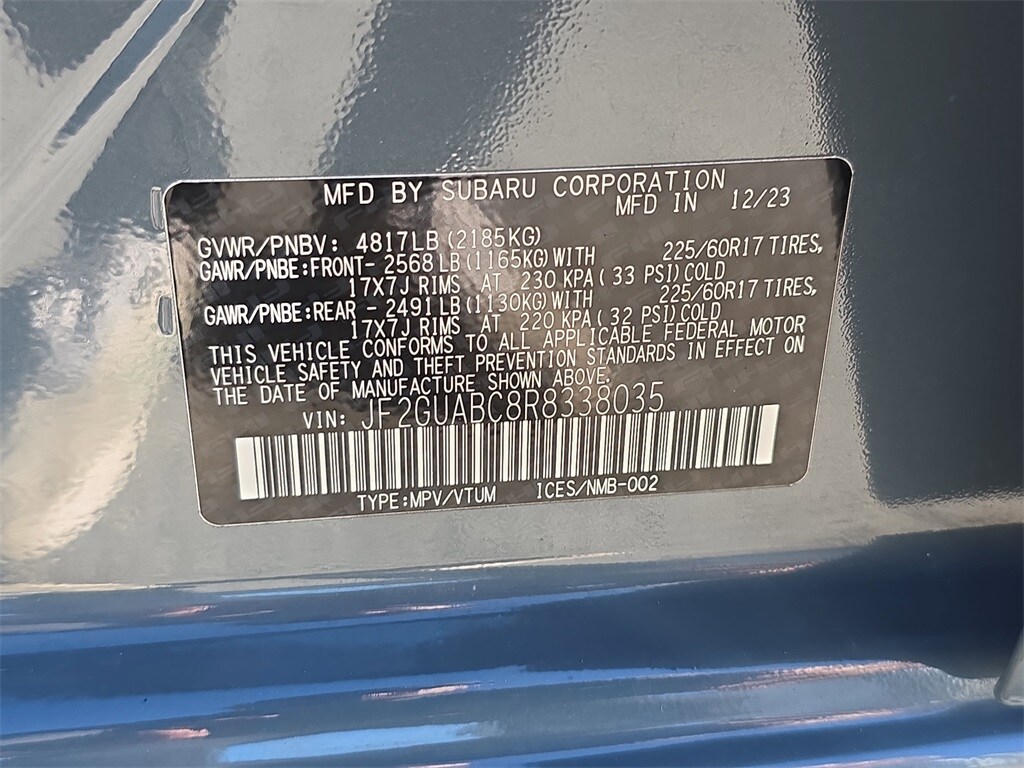 MFD BY SUBARU CORPORATION
MFD IN 12/23
GVWR/PNBV: 4817LB (2185KG)
GAWR/PNBE:FRONT- 2568 LB (1165KG) WITH 225/60R17 TIRES,
17X7J RIMS AT 230 KPA ( 33 PSI) COLD
GAWR/PNBE:REAR - 2491 LB (1130KG) WITH 225/60R17 TIRES,
17X7J RIMS AT 220 KPA ( 32 PSI) COLD
THIS VEHICLE CONFORMS TO ALL APPLICABLE FEDERAL MOTOR
VEHICLE SAFETY AND THEFT PREVENTION STANDARDS IN EFFECT ON
THE DATE OF MANUFACTURE SHOWN ABOVE.
VIN: JF2GUABC8R8338035
TYPE:MPV/VTUM ICES/NMB-002